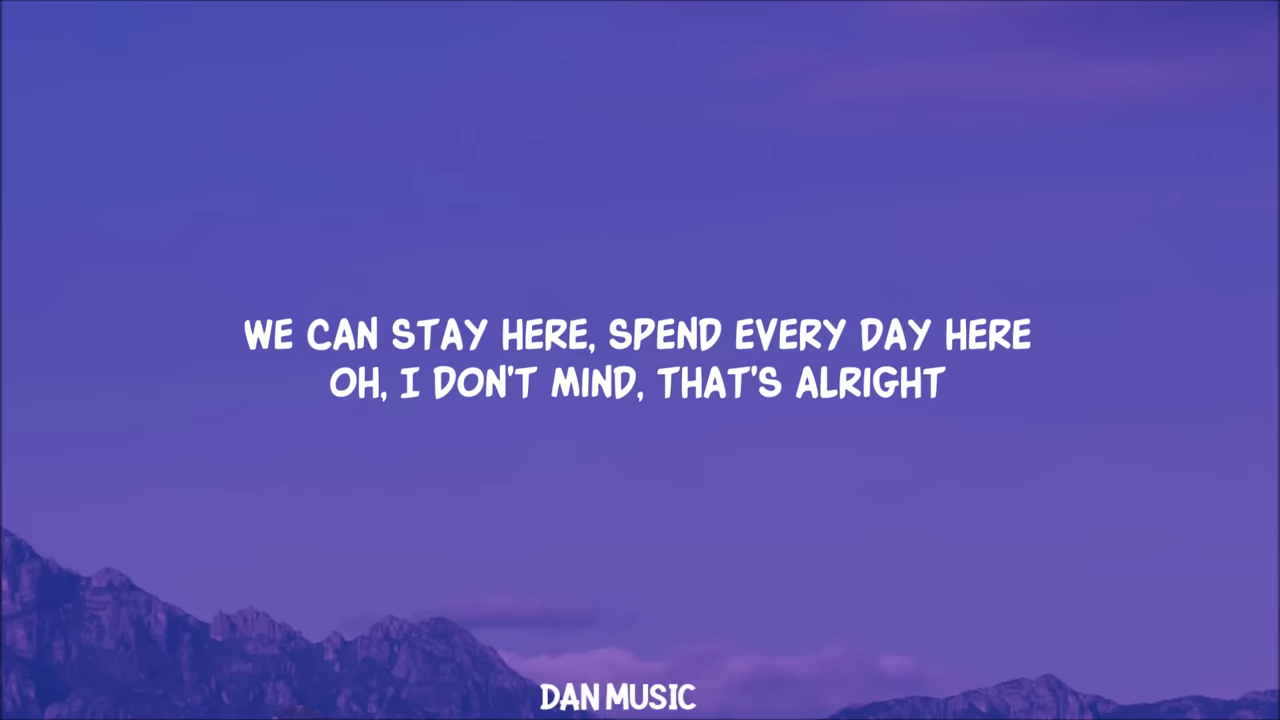 WE CAN STAY HERE, SPEND EVERY DAY HERE
OH, I DON'T MIND, THAT'S ALRIGHT
DAN MUSIC